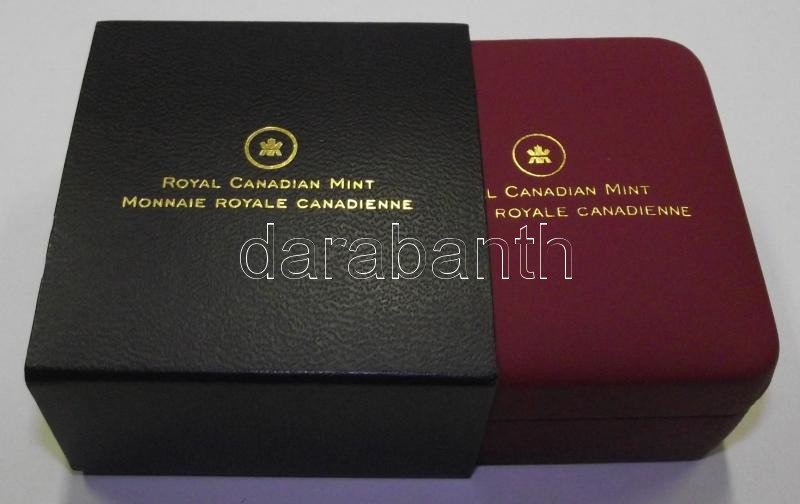 ROYAL CANADIAN MINT
MONNAIE ROYALE CANADIENNE
L CANADIAN MINT
ROYALE CANADIENNE
darabanth